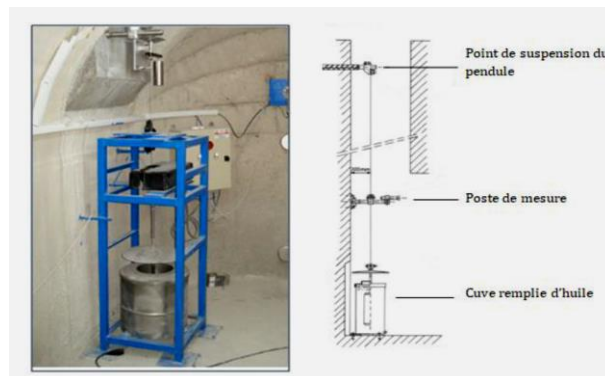 Point de suspension du
pendule
Poste de mesure
Cuve remplie d'huile